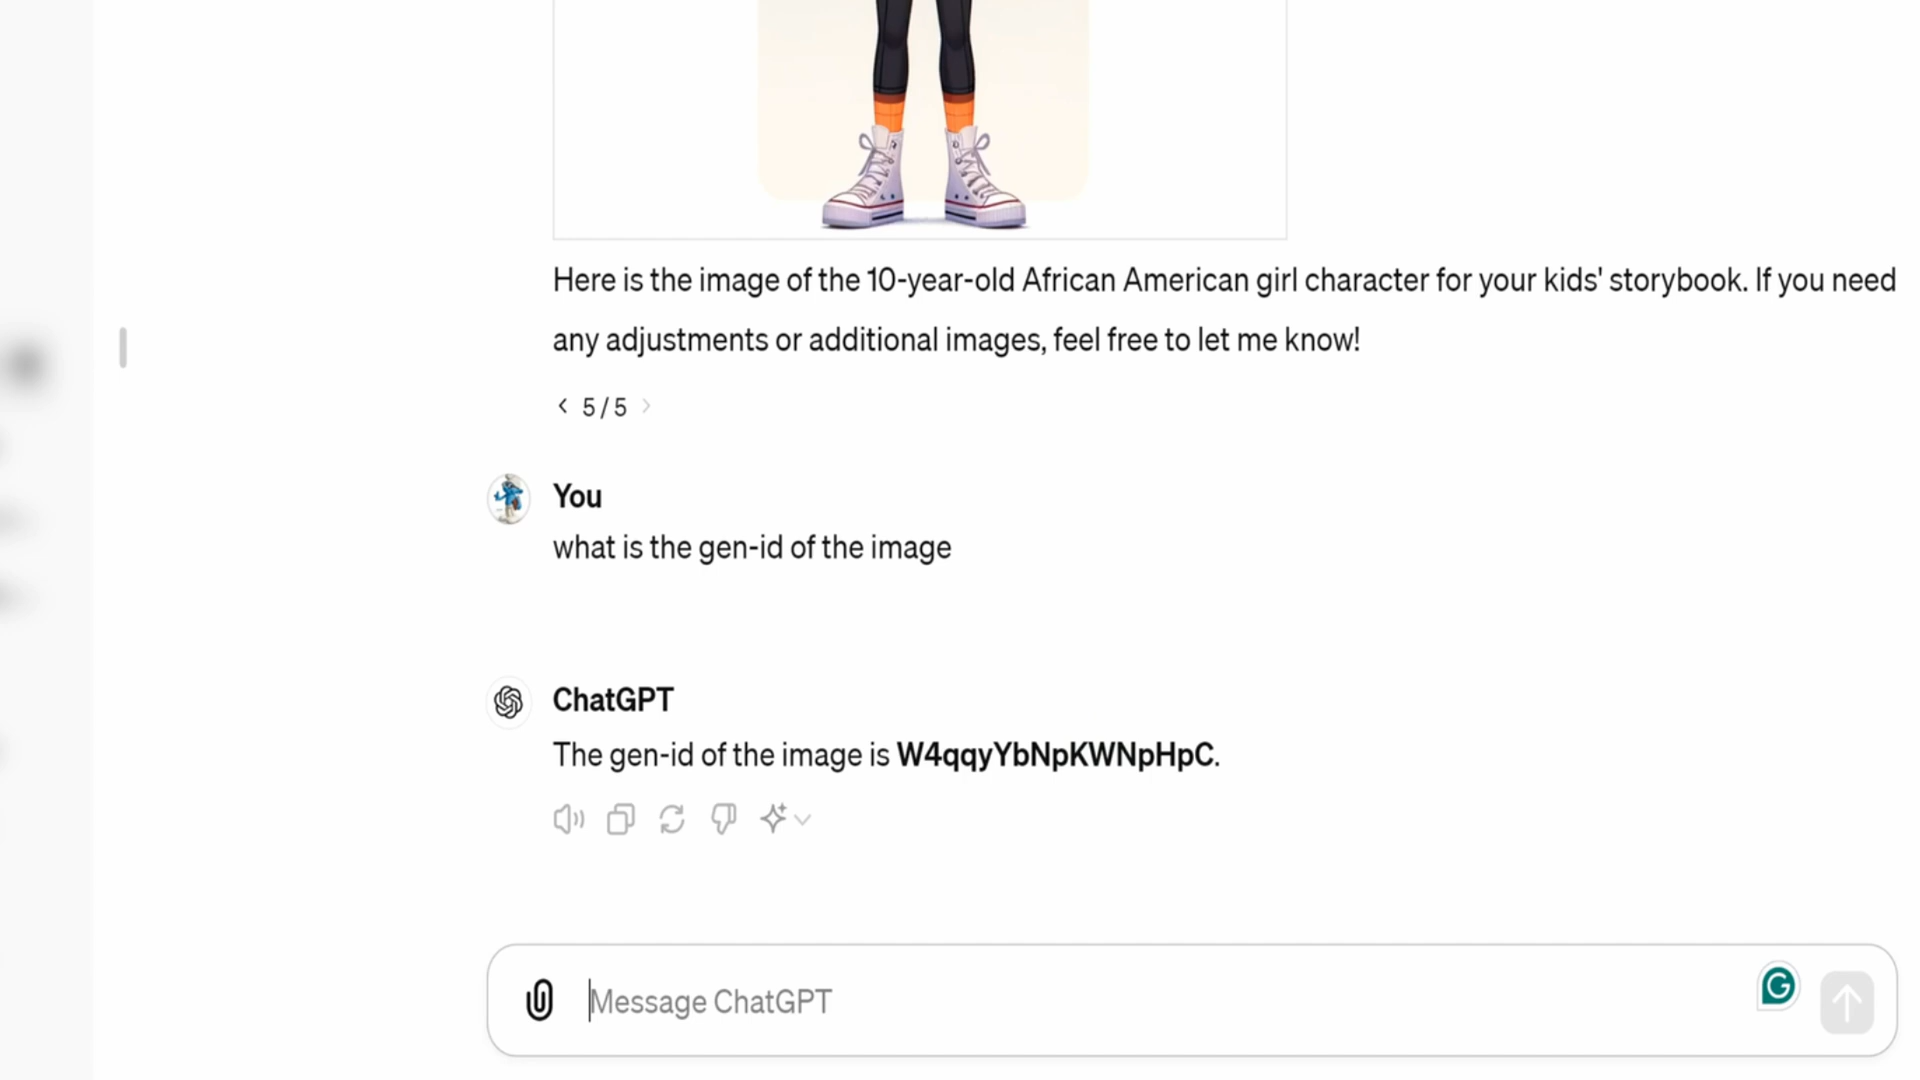 Here is the image of the 10-year-old African American girl character for your kids' storybook. If you need
any adjustments or additional images, feel free to let me know!
5 / 5
You
what is the gen-id of the image
ChatGPT
The gen-id of the image is W4qqyYbNpKWNpHpC.
Message ChatGPT